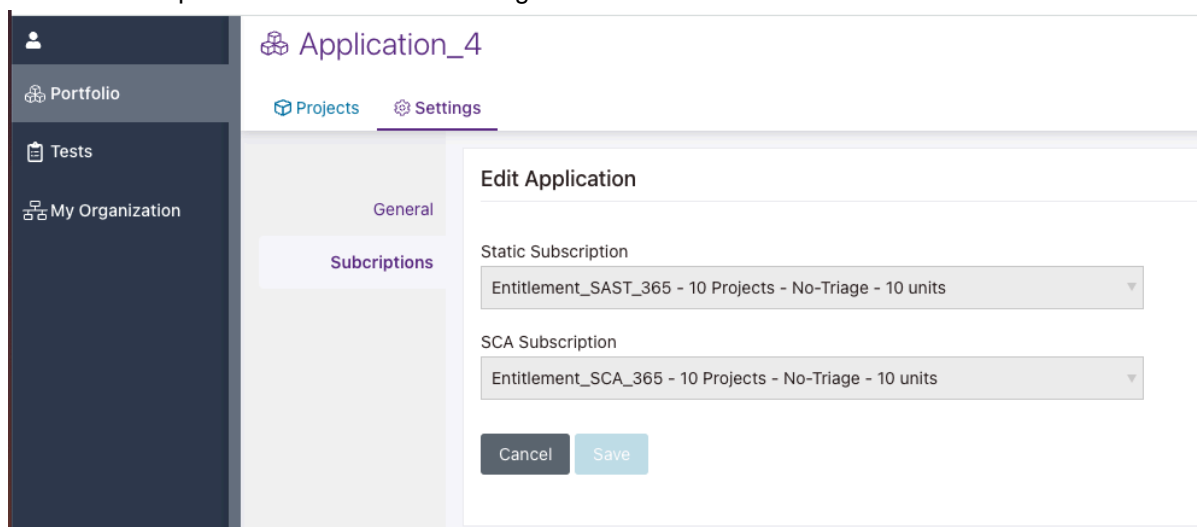 Application_4
Portfolio
Projects
Settings
Tests
Edit Application
My Organization
General
Subcriptions
Static Subscription
Entitlement_SAST_365 - 10 Projects - No-Triage - 10 units
SCA Subscription
Entitlement_SCA_365 - 10 Projects - No-Triage - 10 units
Cancel
Save